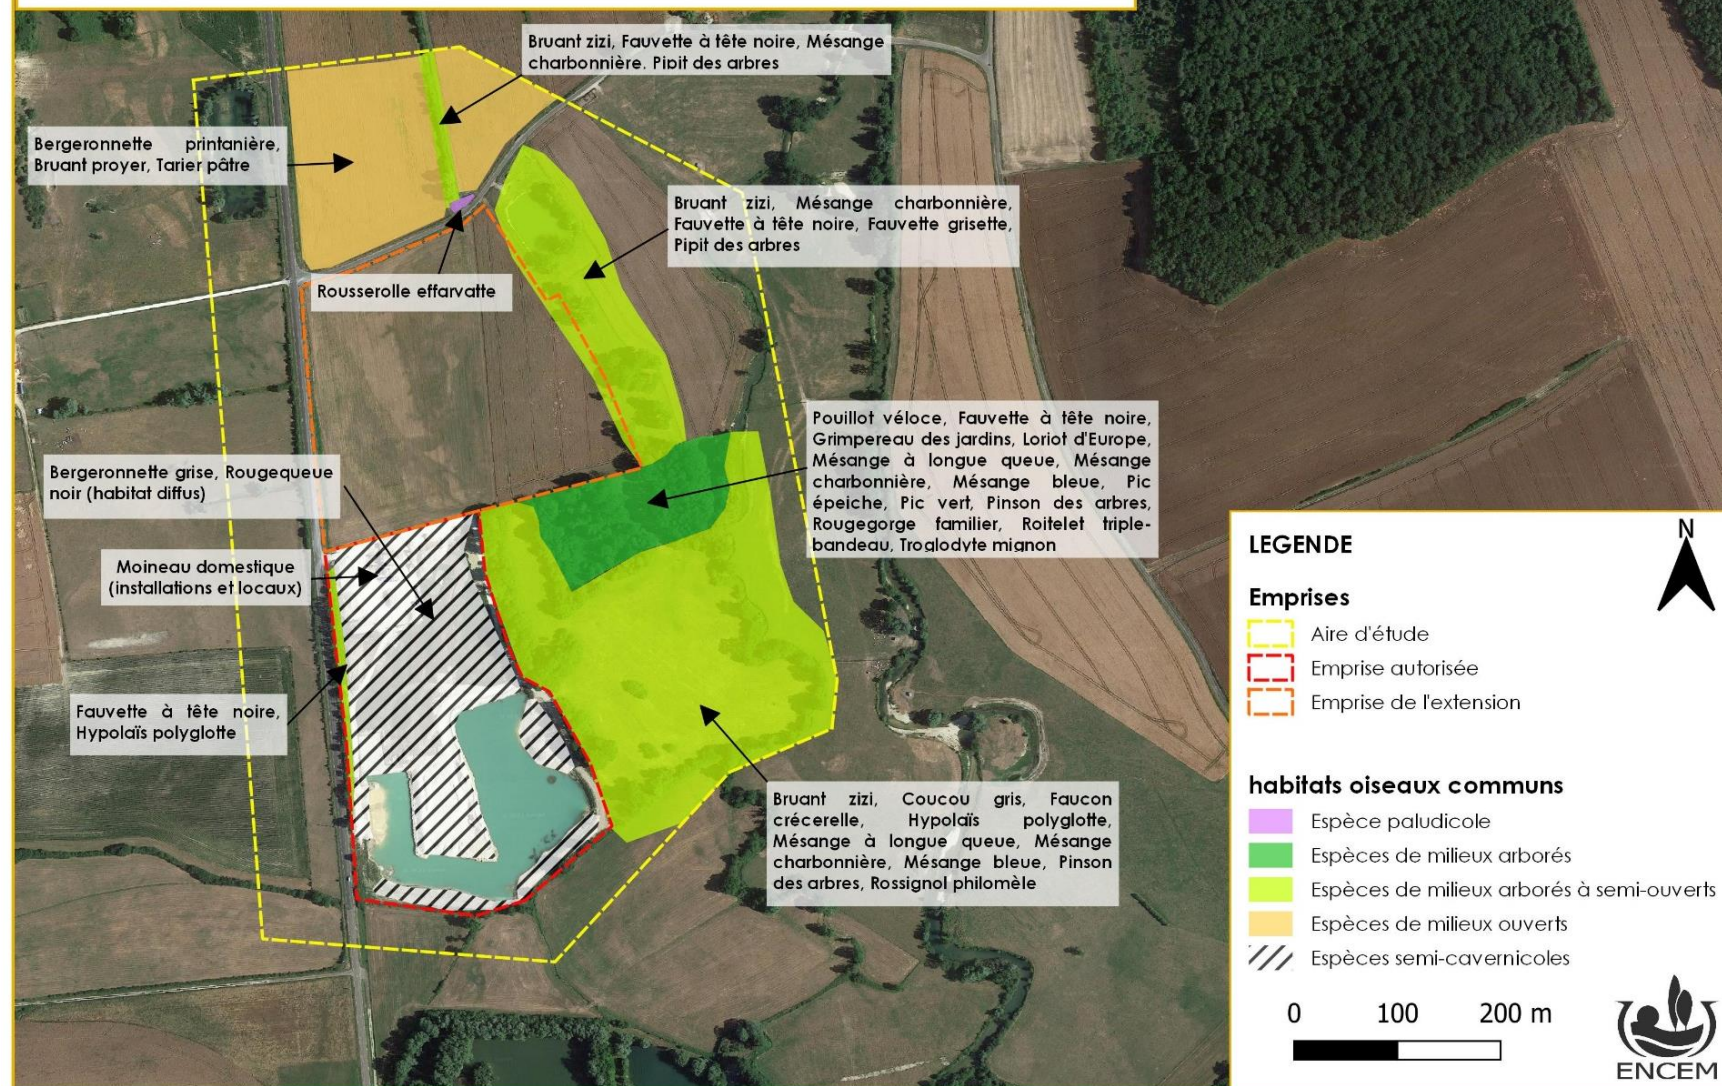 Bruant zizi, Fauvette à tête noire, Mésange
charbonnière. Pipit des arbres
Bergeronnette printanière,
Bruant proyer, Tarier pâtre
Bruant zizi, Mésange charbonnière,
Fauvette à tête noire, Fauvette grisette,
Pipit des arbres
Rousserolle effarvatte
Pouillot véloce, Fauvette à tête noire,
Grimpereau des jardins, Loriot d'Europe,
Mésange à longue queue, Mésange
charbonnière, Mésange bleue, Pic
épeiche, Pic vert, Pinson des arbres,
Rougegorge familier, Roitelet triple-
bandeau, Troglodyte mignon
Bergeronnette grise, Rougequeue
noir (habitat diffus)
Moineau domestique
(installations et locaux)
Fauvette à tête noire,
Hypolaïs polyglotte
Bruant zizi, Coucou gris, Faucon
crécerelle, Hypolaïs polyglotte,
Mésange à longue queue, Mésange
charbonnière, Mésange bleue, Pinson
des arbres, Rossignol philomèle
LEGENDE
N
Emprises
Aire d'étude
Emprise autorisée
Emprise de l'extension
habitats oiseaux communs
Espèce paludicole
Espèces de milieux arborés
Espèces de milieux arborés à semi-ouverts
Espèces de milieux ouverts
Espèces semi-cavernicoles
0 100 200 m
ENCEM